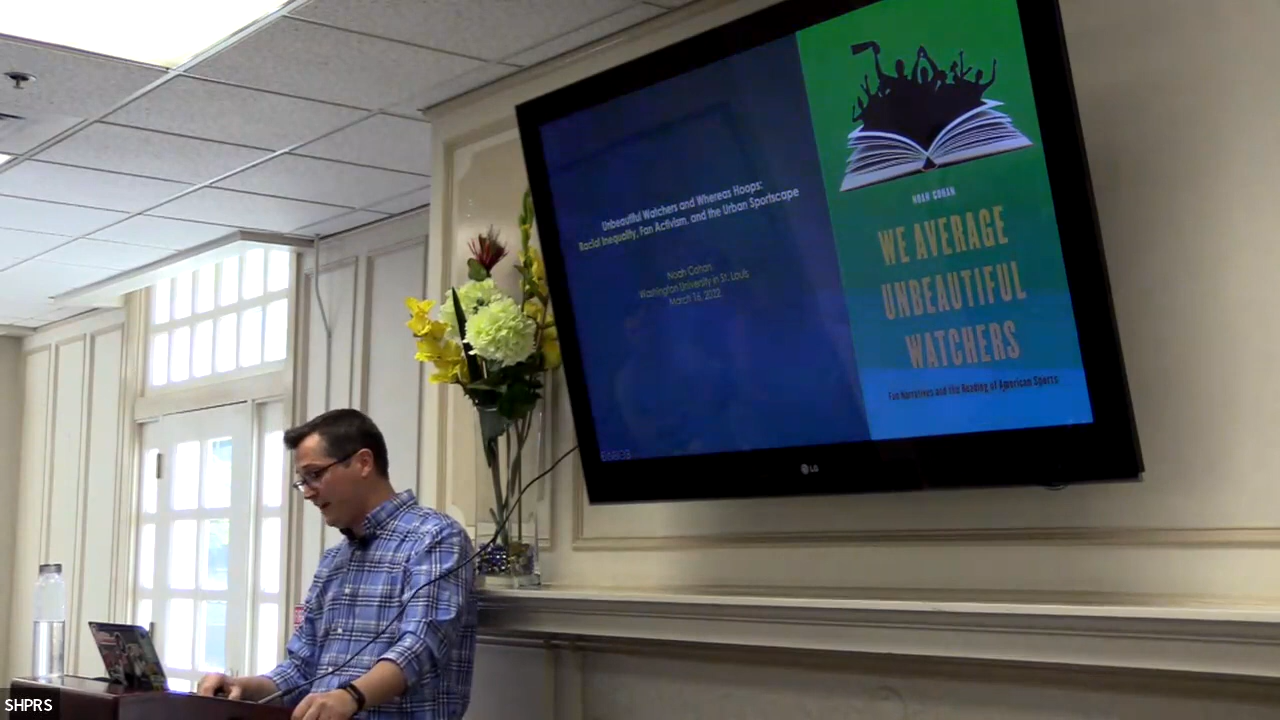 Unbeautiful Watchers and Whereas Hoops:
Racial Inequality, Fan Activism, and the Urban Sportscape
Noah Cohan
Washington University in St. Louis
March 16, 2022
NOAH COHAN
WE AVERAGE
UNBEAUTIFUL
WATCHERS
Fan Narratives and the Reading of American Sports
LG
SHPRS